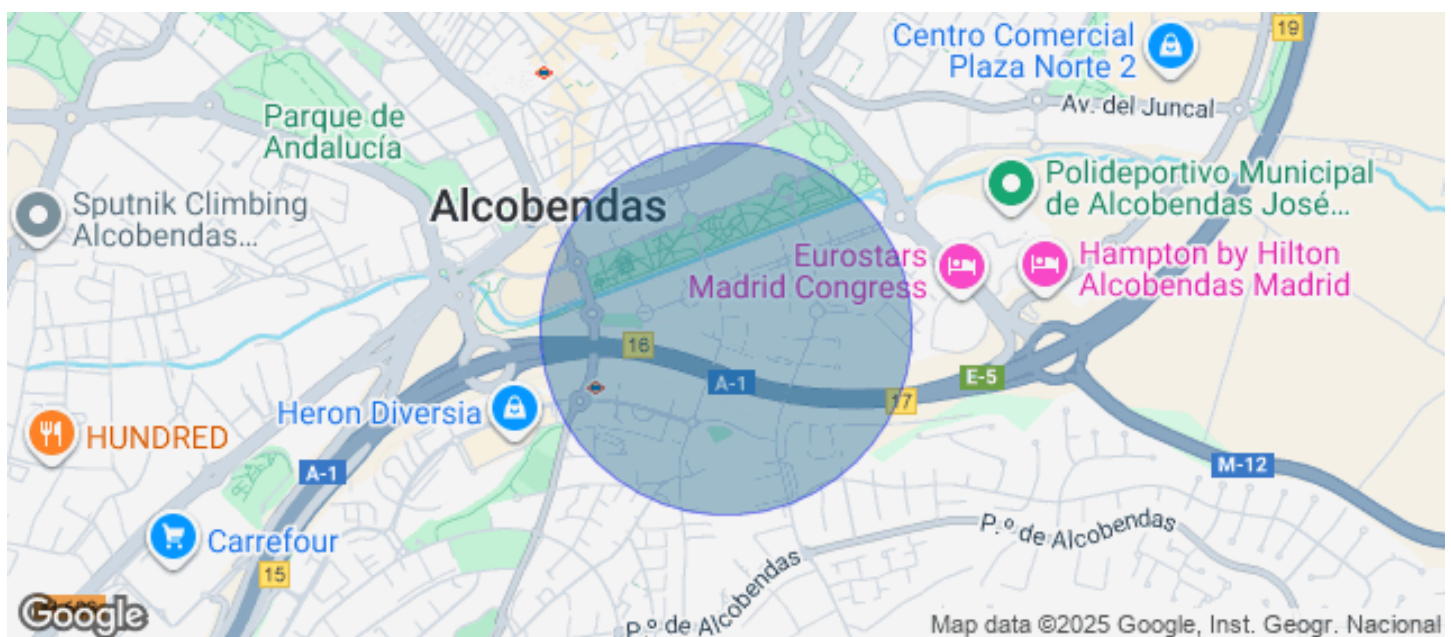 19
Centro Comercial
Plaza Norte 2
Av. del Juncal
Parque de
Andalucía
Polideportivo Municipal
de Alcobendas José...
Sputnik Climbing
Alcobendas...
Alcobendas
Eurostars
Madrid Congress
Hampton by Hilton
Alcobendas Madrid
16
A-1
E-5
17
Heron Diversia
HUNDRED
A-1
M-12
P.º de Alcobendas
Carrefour
15
P.º de Alcobendas
Google
Map data ©2025 Google, Inst. Geogr. Nacional